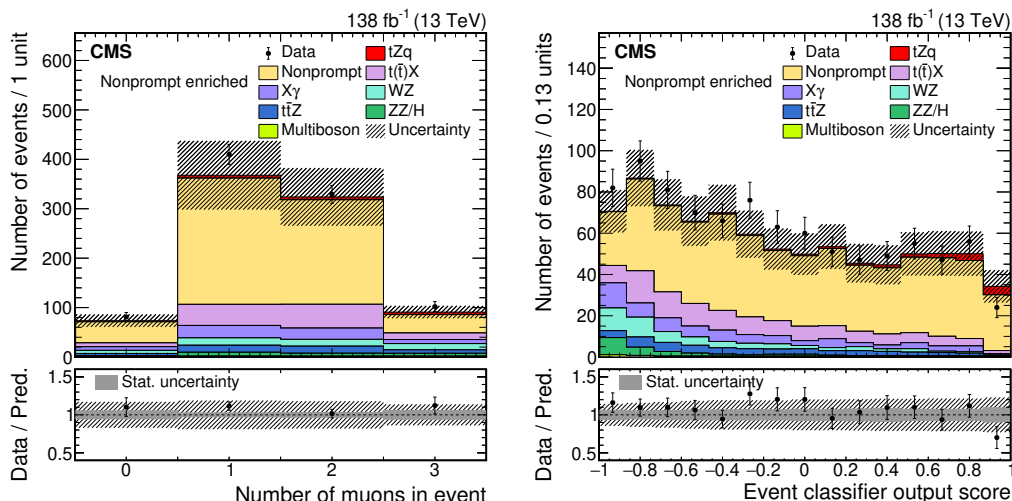 138 fb⁻¹ (13 TeV)
CMS
Nonprompt enriched
Data
tZq
Nonprompt
t(t̄)X
Xγ
WZ
tt̄Z
ZZ/H
Multiboson
Uncertainty
Number of events / 1 unit
600
500
400
300
200
100
0
Stat. uncertainty
Data / Pred.
1.5
1
0.5
0 1 2 3
Number of muons in event
138 fb⁻¹ (13 TeV)
CMS
Nonprompt enriched
Data
tZq
Nonprompt
t(t̄)X
Xγ
WZ
tt̄Z
ZZ/H
Multiboson
Uncertainty
Number of events / 0.13 units
140
120
100
80
60
40
20
0
Stat. uncertainty
Data / Pred.
1.5
1
0.5
−1 −0.8 −0.6 −0.4 −0.2 0 0.2 0.4 0.6 0.8 1
Event classifier output score